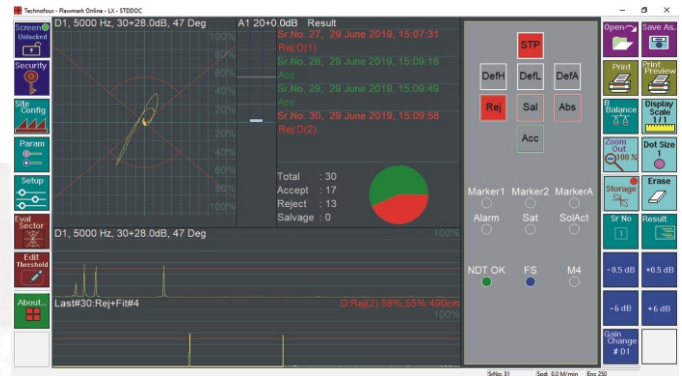 Technofour - Flawmark Online - LX - STDDOC
Screen
Unlocked
Security
Site
Config
Param
Setup
Eval
Sector
Edit
Threshold
About...
D1, 5000 Hz, 30+28.0dB, 47 Deg
100%
80%
60%
40%
20%
20%
40%
60%
A1 20+0.0dB Result
Sr.No. 27, 29 June 2019, 15:07:31
Rej:D(1)
Sr.No. 28, 29 June 2019, 15:09:16
Acc
Sr.No. 29, 29 June 2019, 15:09:49
Acc
Sr.No. 30, 29 June 2019, 15:09:58
Rej:D(2)
Total : 30
Accept : 17
Reject : 13
Salvage : 0
D1, 5000 Hz, 30+28.0dB, 47 Deg
100%
Last#30:Rej+Fit#4
D:Rej(2) 58%,55%:490cm
100%
STP
DefH DefL DefA
Rej Sal Abs
Acc
Marker1 Marker2 MarkerA
Alarm Sat SolAct
NDT OK FS M4
Open
Save As.
Print
Print
Preview
Balance
Display
Scale
1/1
Zoom
Out
100 %
Dot Size
1
Storage
Erase
Sr No
1
Result
-0.5 dB
+0.5 dB
-6 dB
+6 dB
Gain
Change
# D1
SrNo: 31 Spd: 0.0 M/min Enc 250